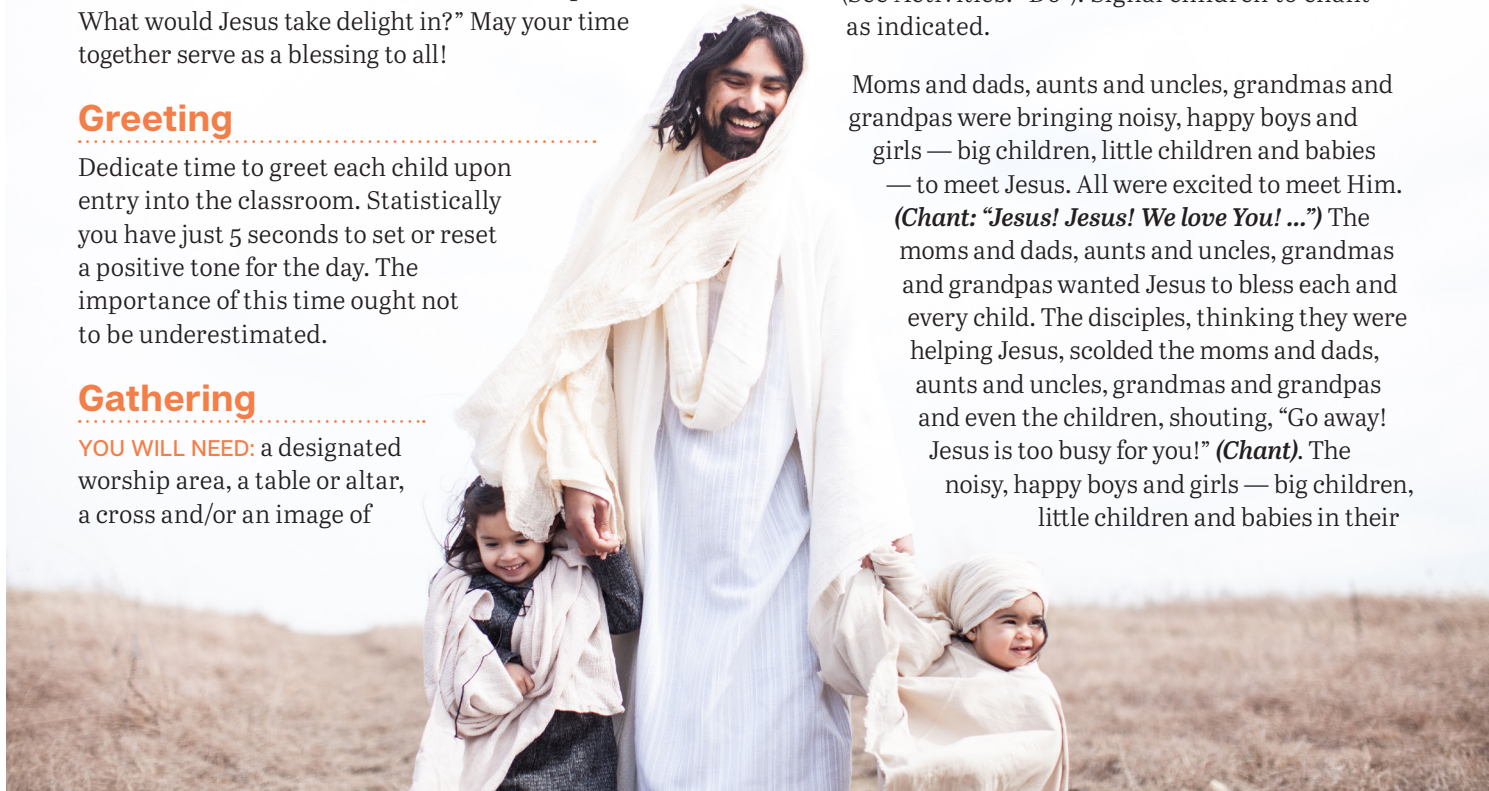 What would Jesus take delight in?” May your time
together serve as a blessing to all!
Greeting
Dedicate time to greet each child upon
entry into the classroom. Statistically
you have just 5 seconds to set or reset
a positive tone for the day. The
importance of this time ought not
to be underestimated.
Gathering
YOU WILL NEED: a designated
worship area, a table or altar,
a cross and/or an image of
as indicated.
Moms and dads, aunts and uncles, grandmas and
grandpas were bringing noisy, happy boys and
girls — big children, little children and babies
— to meet Jesus. All were excited to meet Him.
(Chant: “Jesus! Jesus! We love You! ...”) The
moms and dads, aunts and uncles, grandmas
and grandpas wanted Jesus to bless each and
every child. The disciples, thinking they were
helping Jesus, scolded the moms and dads,
aunts and uncles, grandmas and grandpas
and even the children, shouting, “Go away!
Jesus is too busy for you!” (Chant). The
noisy, happy boys and girls — big children,
little children and babies in their